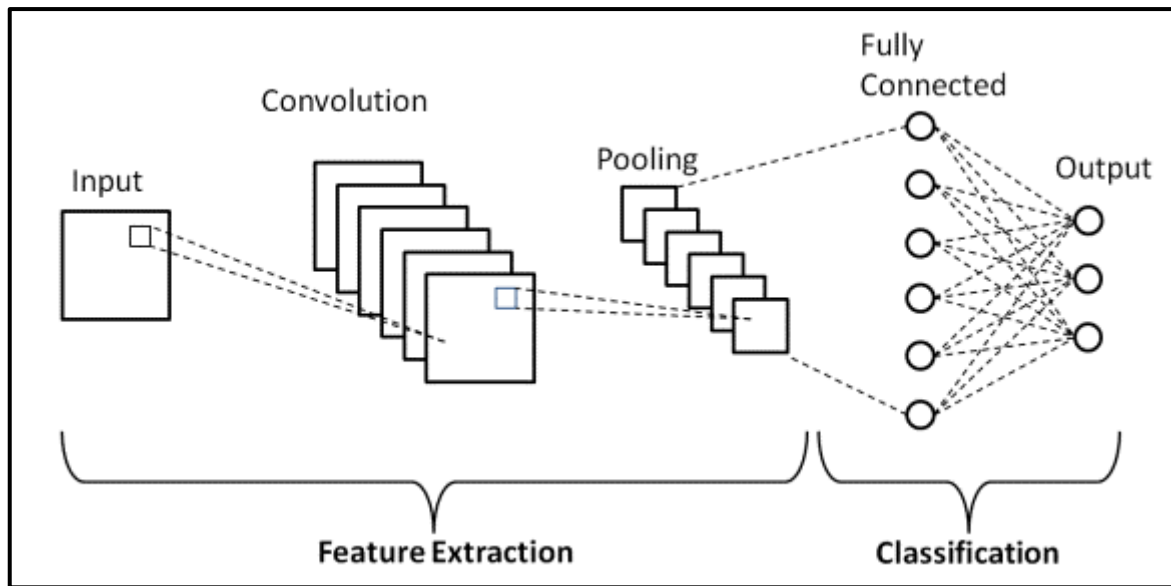 Input
Convolution
Pooling
Fully
Connected
Output
Feature Extraction
Classification